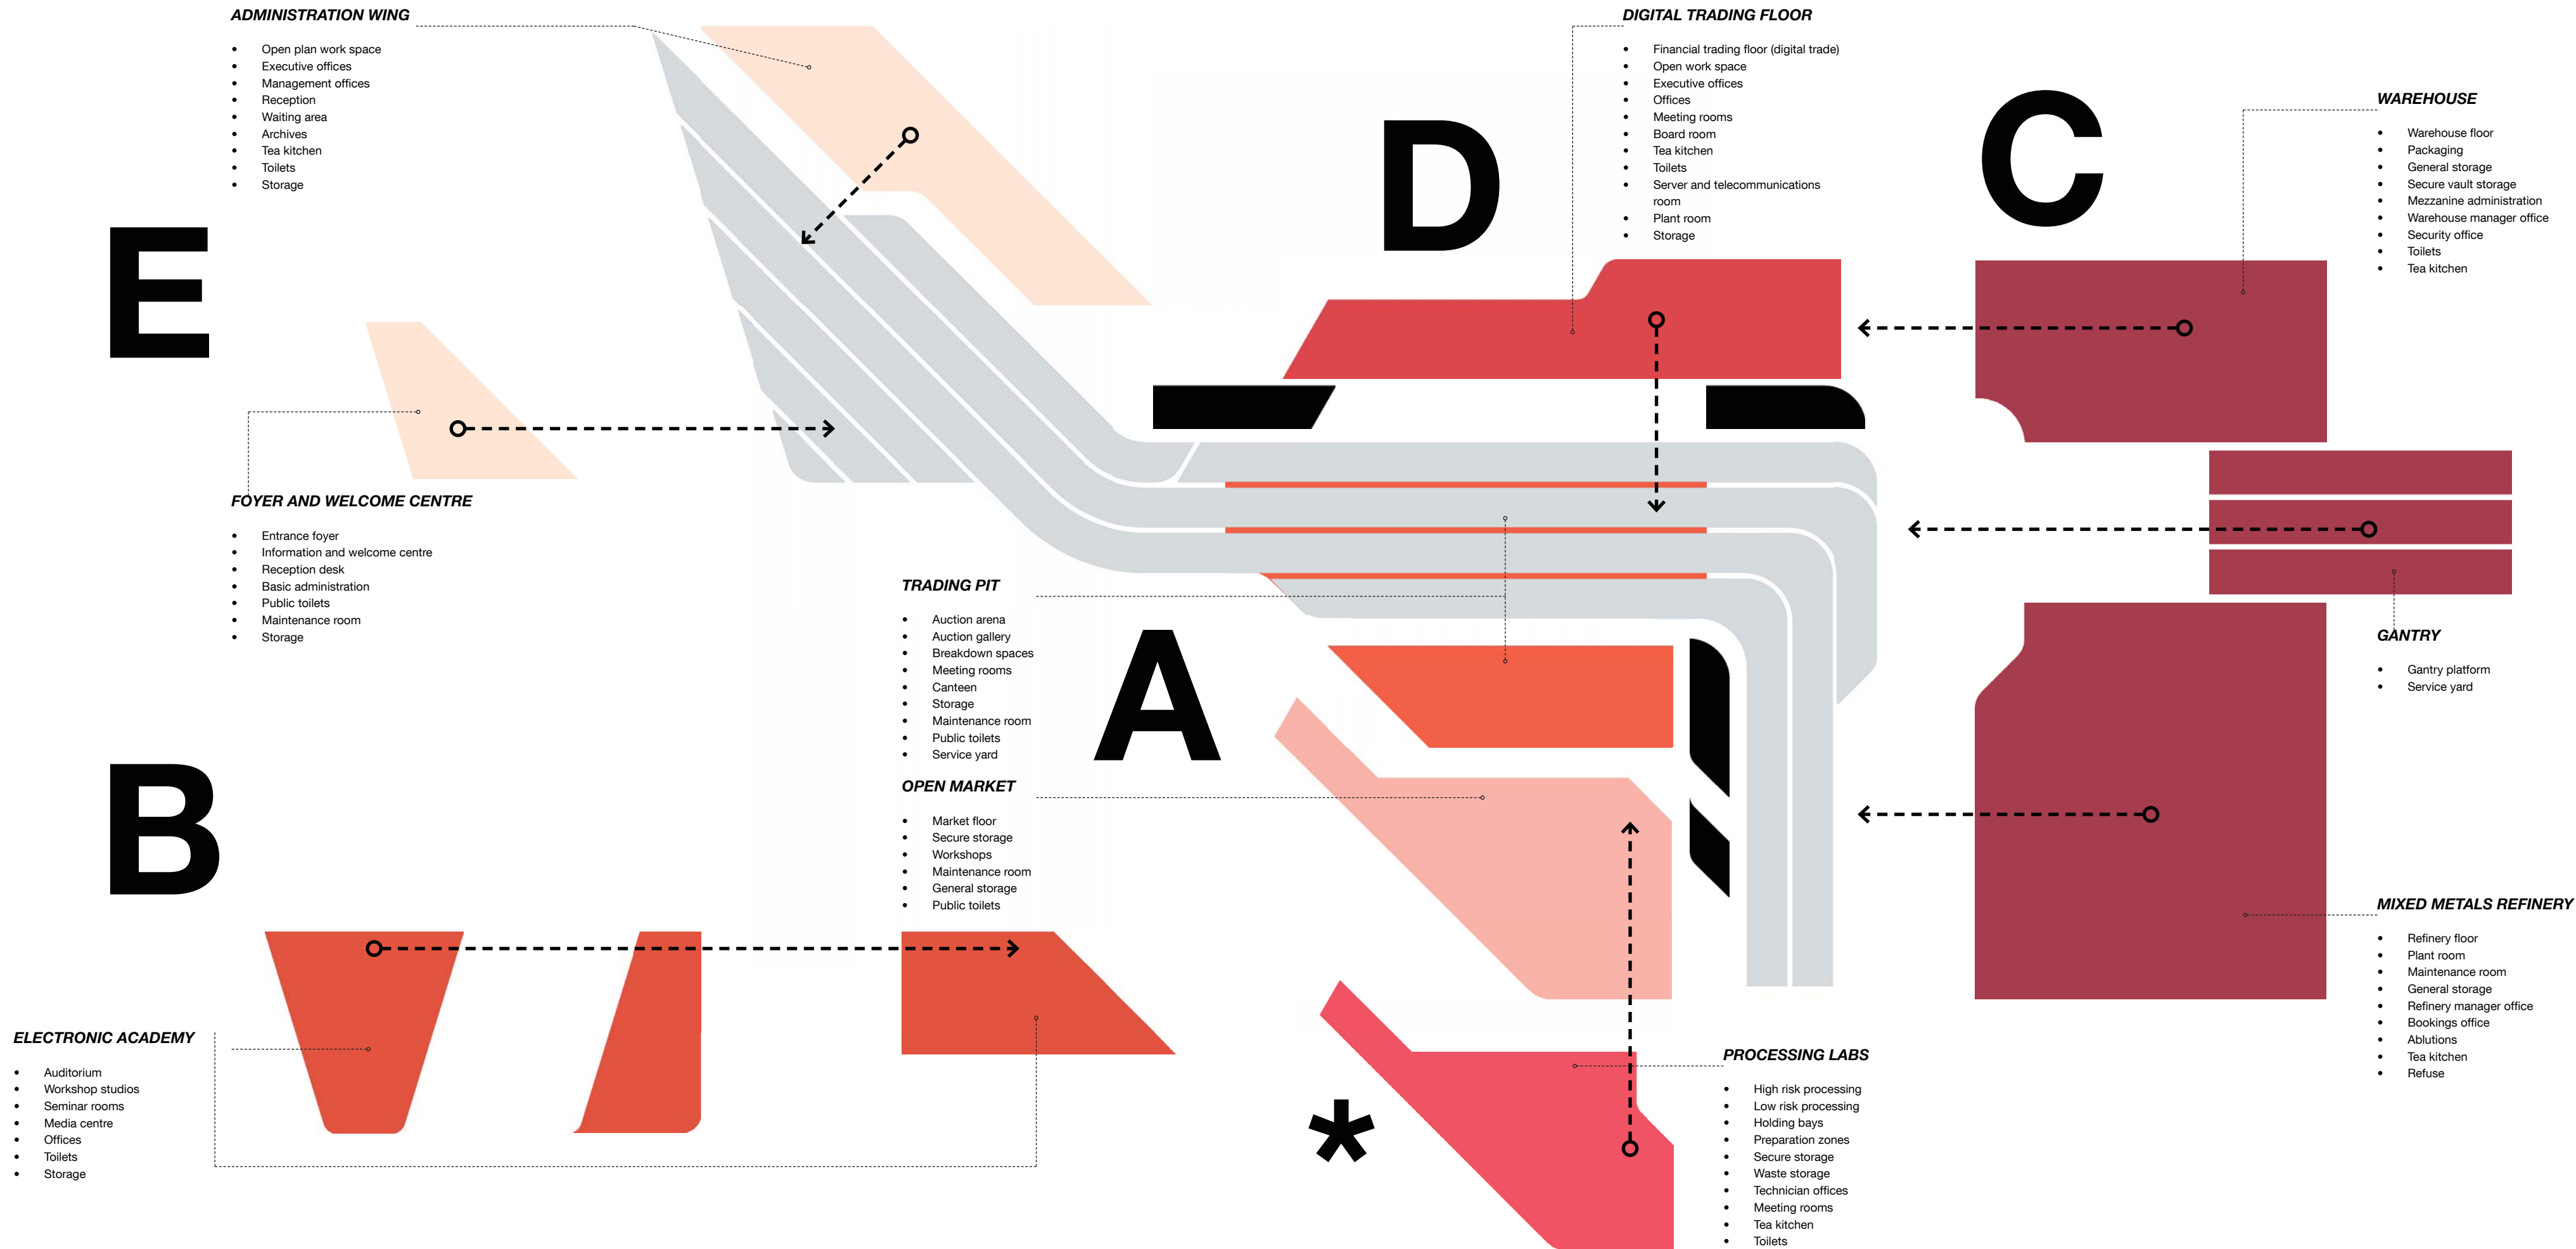 ADMINISTRATION WING
• Open plan work space
• Executive offices
• Management offices
• Reception
• Waiting area
• Archives
• Tea kitchen
• Toilets
• Storage
E
FOYER AND WELCOME CENTRE
• Entrance foyer
• Information and welcome centre
• Reception desk
• Basic administration
• Public toilets
• Maintenance room
• Storage
DIGITAL TRADING FLOOR
• Financial trading floor (digital trade)
• Open work space
• Executive offices
• Offices
• Meeting rooms
• Board room
• Tea kitchen
• Toilets
• Server and telecommunications
room
• Plant room
• Storage
D
C
WAREHOUSE
• Warehouse floor
• Packaging
• General storage
• Secure vault storage
• Mezzanine administration
• Warehouse manager office
• Security office
• Toilets
• Tea kitchen
TRADING PIT
• Auction arena
• Auction gallery
• Breakdown spaces
• Meeting rooms
• Canteen
• Storage
• Maintenance room
• Public toilets
• Service yard
A
OPEN MARKET
• Market floor
• Secure storage
• Workshops
• Maintenance room
• General storage
• Public toilets
GANTRY
• Gantry platform
• Service yard
B
ELECTRONIC ACADEMY
• Auditorium
• Workshop studios
• Seminar rooms
• Media centre
• Offices
• Toilets
• Storage
*
PROCESSING LABS
• High risk processing
• Low risk processing
• Holding bays
• Preparation zones
• Secure storage
• Waste storage
• Technician offices
• Meeting rooms
• Tea kitchen
• Toilets
MIXED METALS REFINERY
• Refinery floor
• Plant room
• Maintenance room
• General storage
• Refinery manager office
• Bookings office
• Ablutions
• Tea kitchen
• Refuse